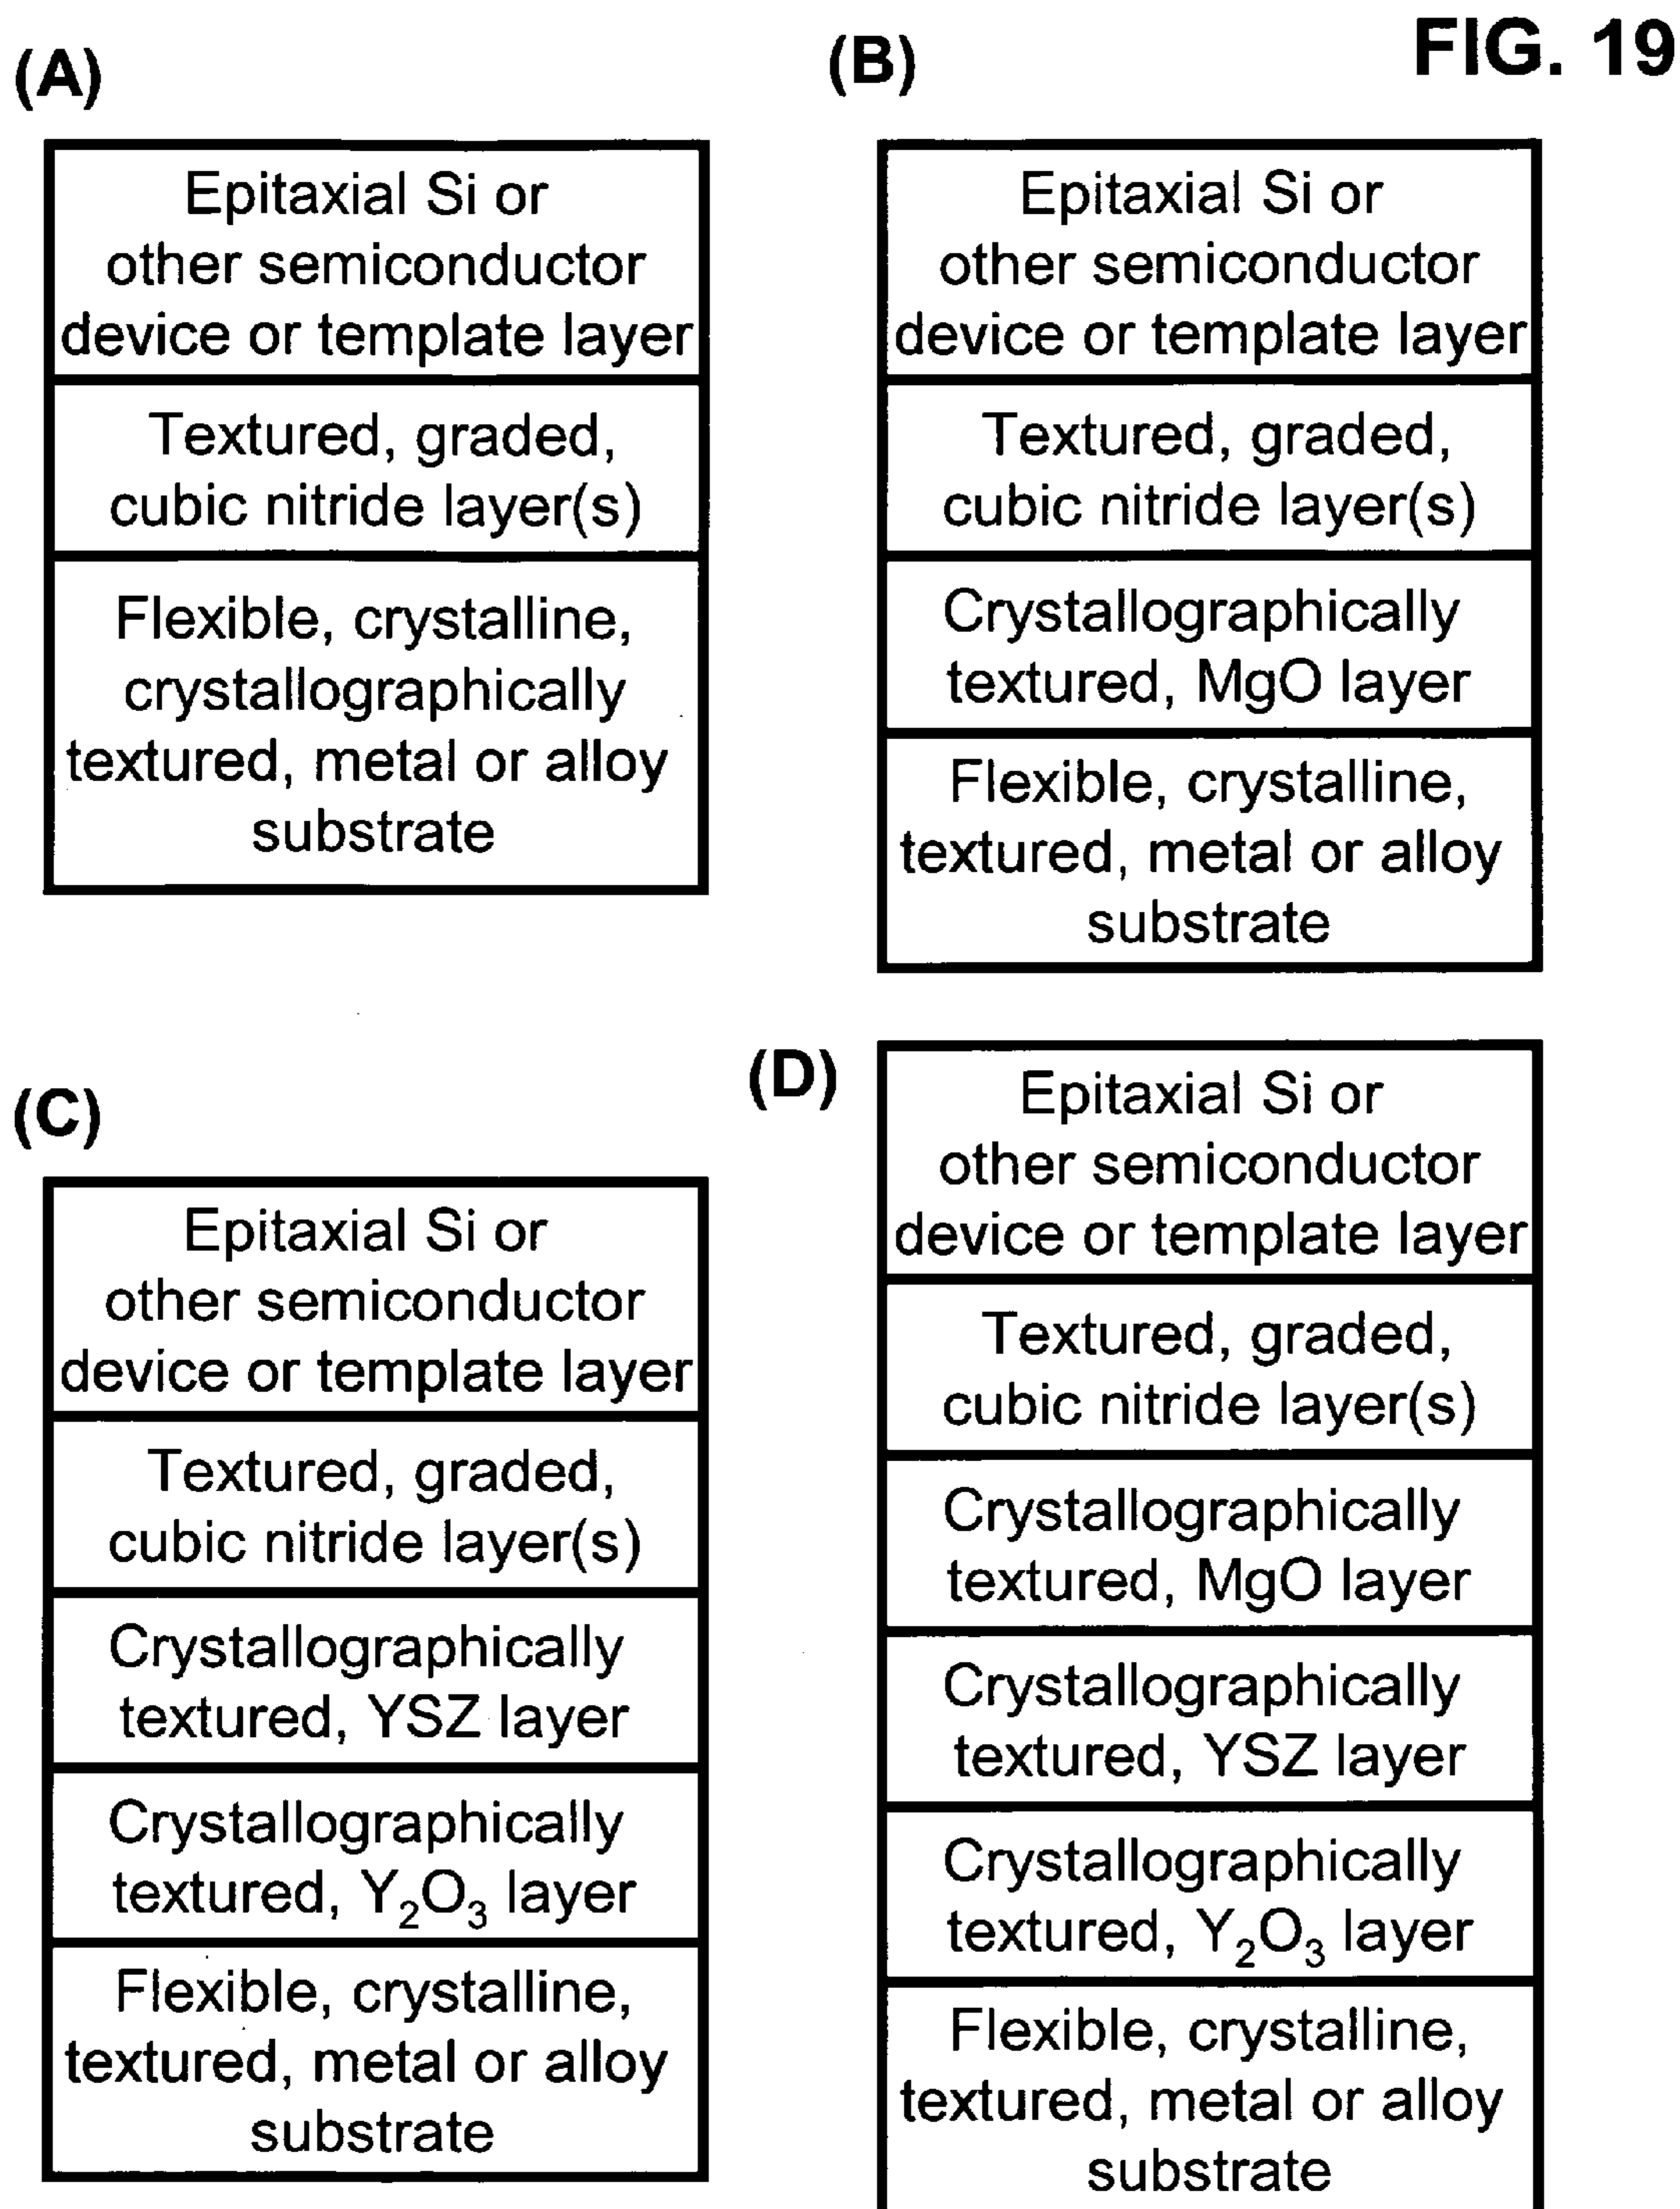 FIG. 19
(A)
Epitaxial Si or
other semiconductor
device or template layer
Textured, graded,
cubic nitride layer(s)
Flexible, crystalline,
crystallographically
textured, metal or alloy
substrate
(B)
Epitaxial Si or
other semiconductor
device or template layer
Textured, graded,
cubic nitride layer(s)
Crystallographically
textured, MgO layer
Flexible, crystalline,
textured, metal or alloy
substrate
(C)
Epitaxial Si or
other semiconductor
device or template layer
Textured, graded,
cubic nitride layer(s)
Crystallographically
textured, YSZ layer
Crystallographically
textured, Y₂O₃ layer
Flexible, crystalline,
textured, metal or alloy
substrate
(D)
Epitaxial Si or
other semiconductor
device or template layer
Textured, graded,
cubic nitride layer(s)
Crystallographically
textured, MgO layer
Crystallographically
textured, YSZ layer
Crystallographically
textured, Y₂O₃ layer
Flexible, crystalline,
textured, metal or alloy
substrate